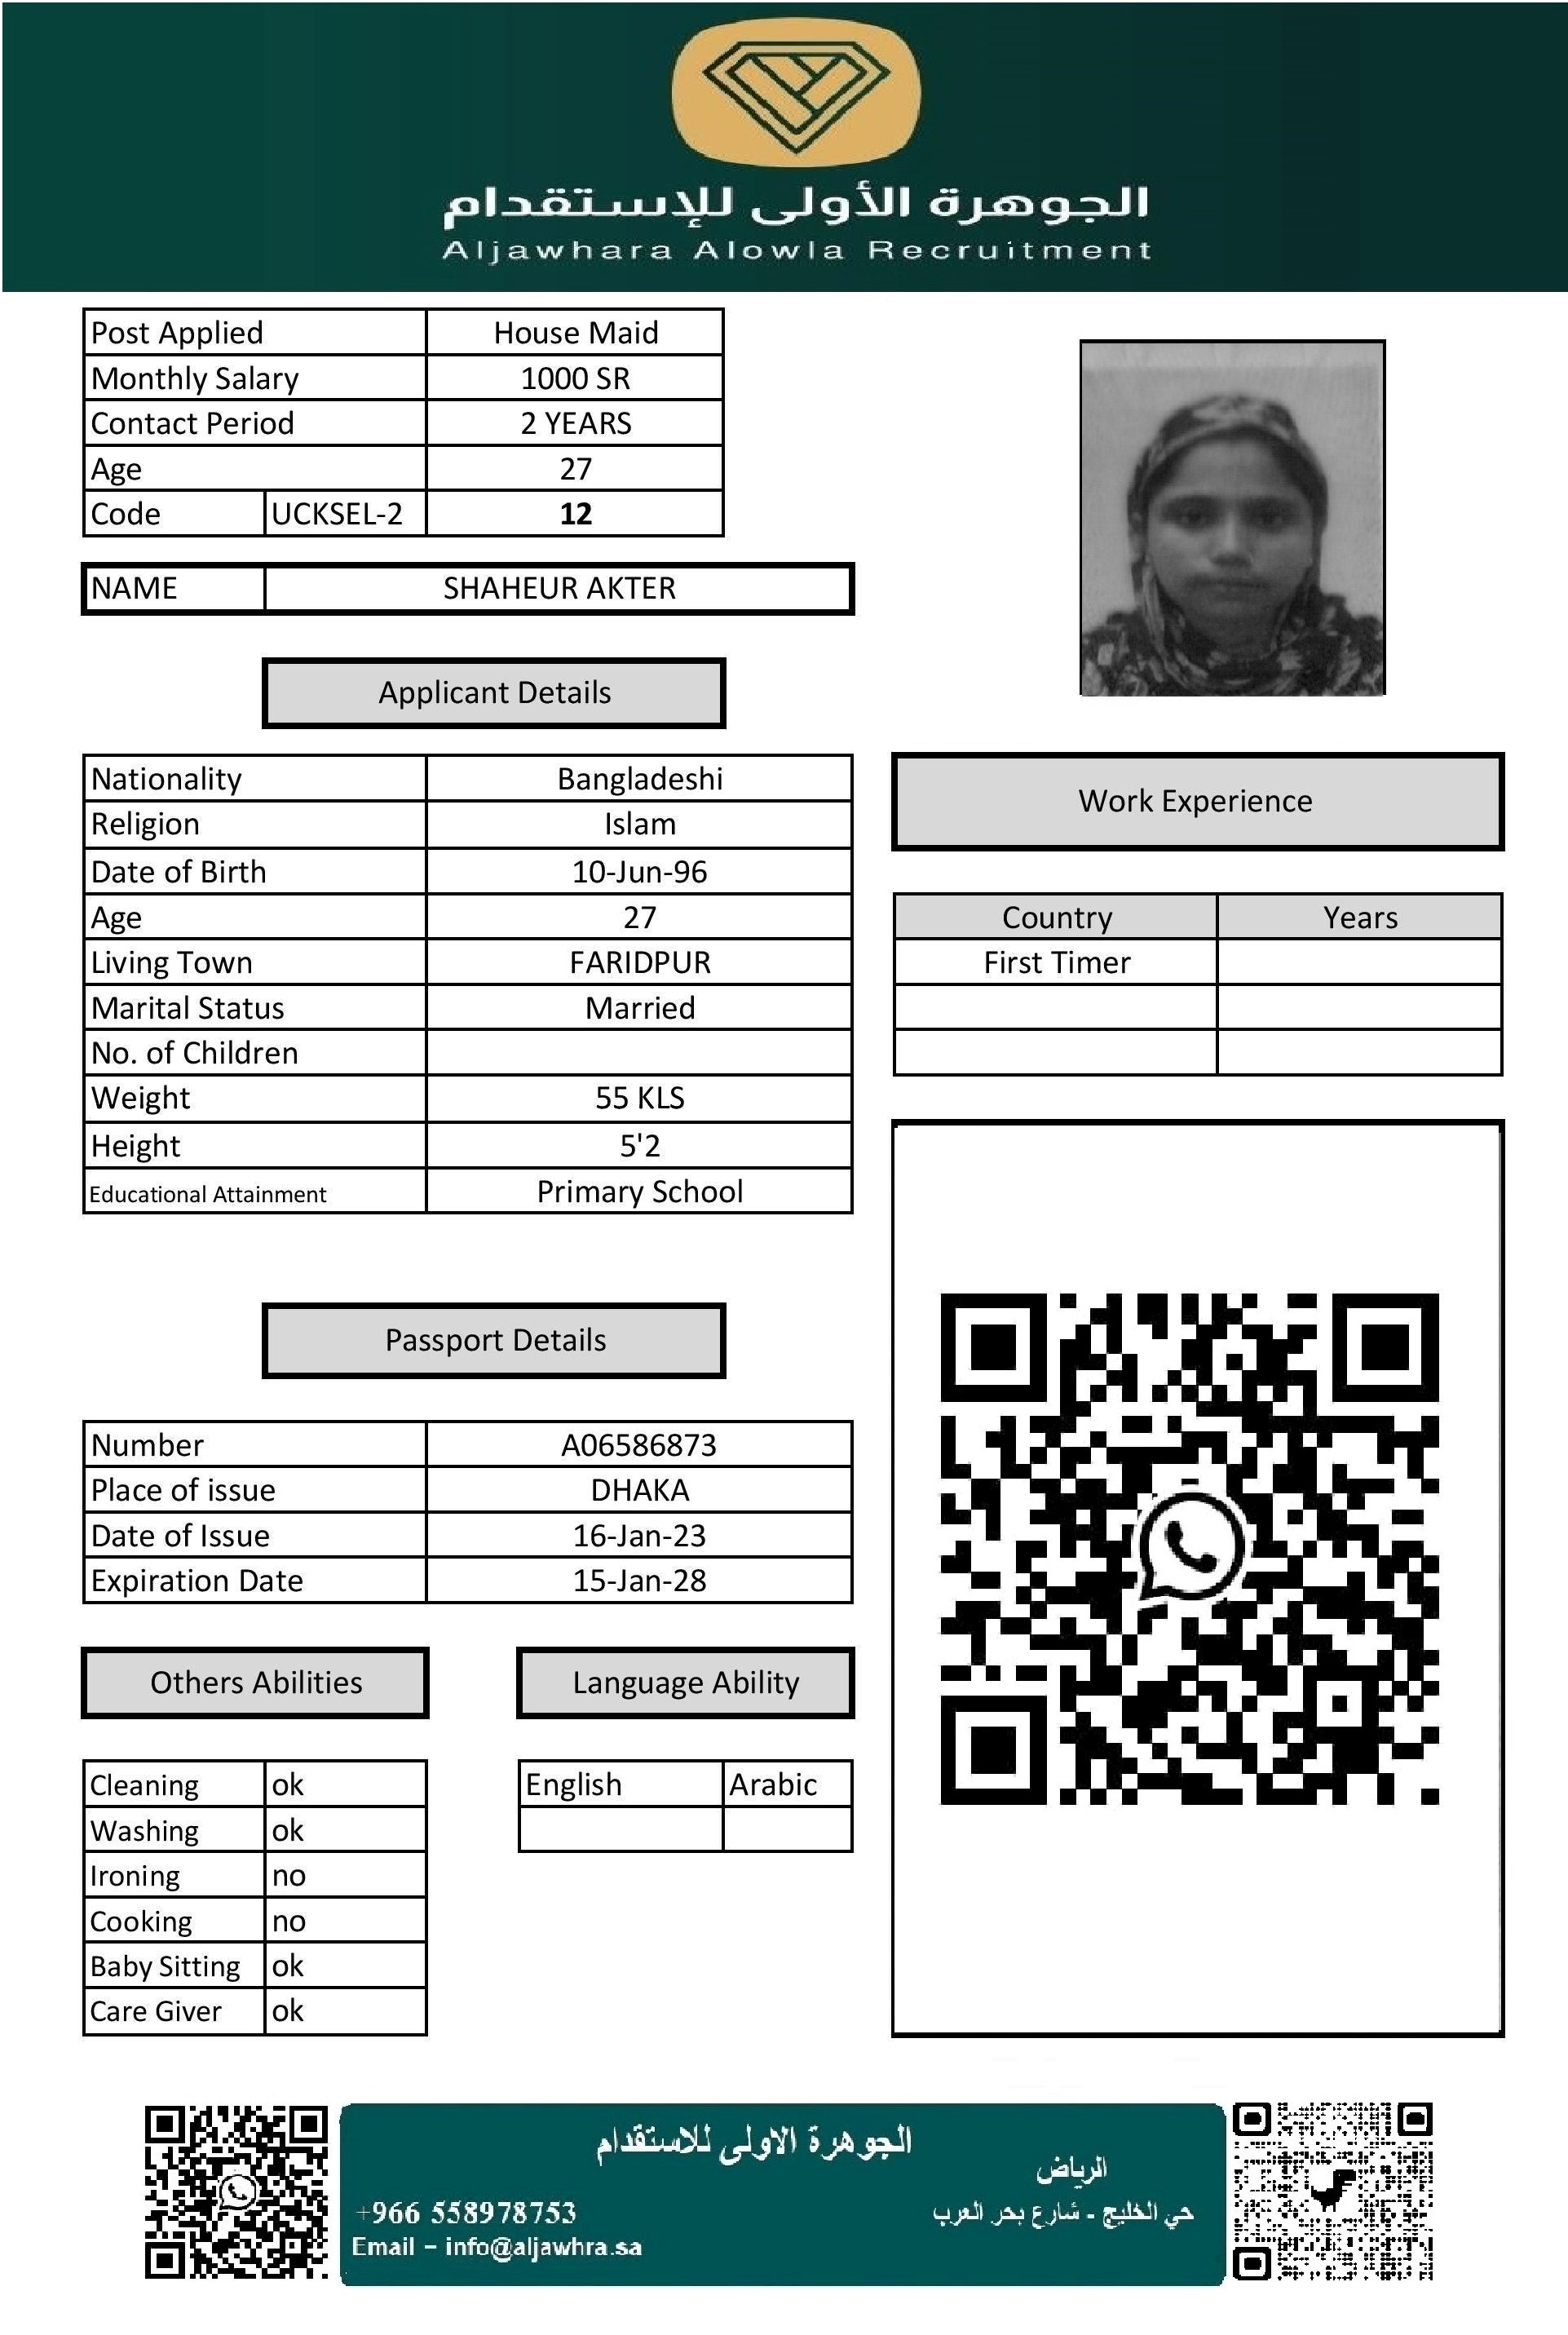 الجوهرة الأولى للإستقدام
Aljawhara Alowla Recruitment
Post Applied House Maid
Monthly Salary 1000 SR
Contact Period 2 YEARS
Age 27
Code UCKSEL-2 12
NAME SHAHEUR AKTER
Applicant Details
Nationality Bangladeshi
Religion Islam
Date of Birth 10-Jun-96
Age 27
Living Town FARIDPUR
Marital Status Married
No. of Children
Weight 55 KLS
Height 5'2
Educational Attainment Primary School
Work Experience
Country Years
First Timer
Passport Details
Number A06586873
Place of issue DHAKA
Date of Issue 16-Jan-23
Expiration Date 15-Jan-28
Others Abilities
Cleaning ok
Washing ok
Ironing no
Cooking no
Baby Sitting ok
Care Giver ok
Language Ability
English Arabic
الجوهرة الاولى للاستقدام
الرياض
حي الخليج - شارع بحر العرب
+966 558978753
Email – info@aljawhra.sa